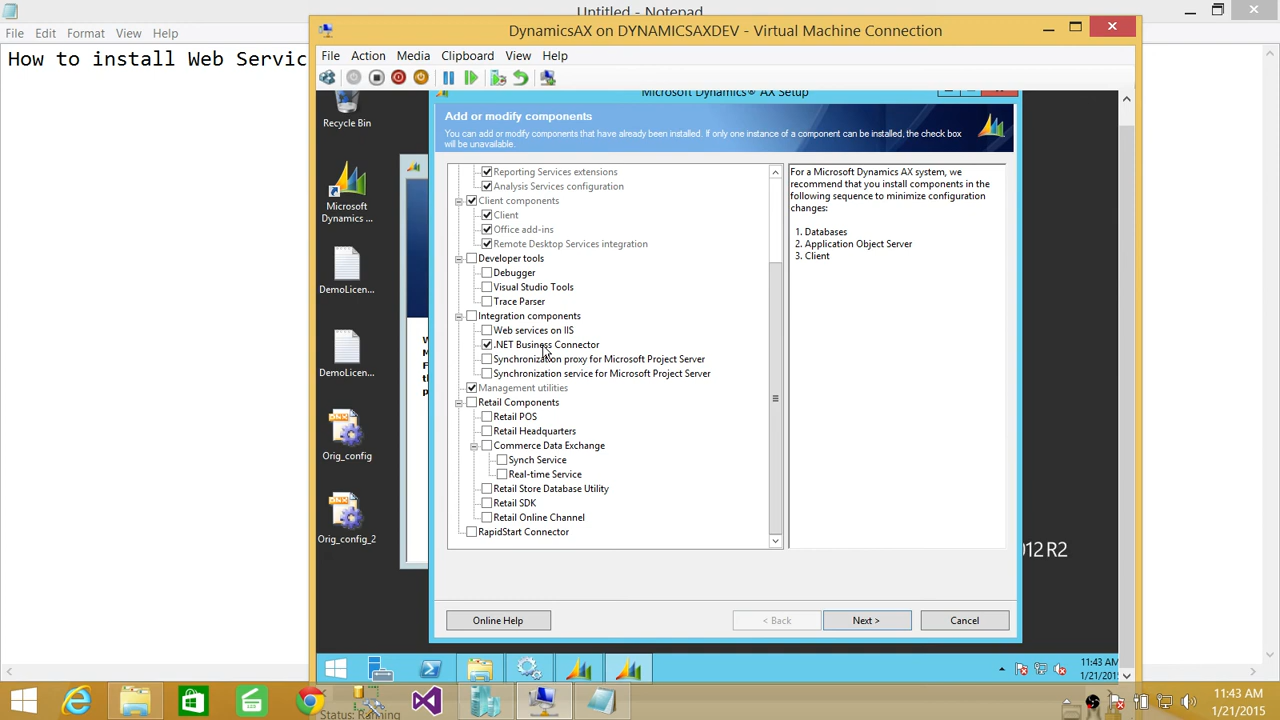 Untitled - Notepad
File Edit Format View Help
How to install Web Servic
DynamicsAX on DYNAMICSAXDEV - Virtual Machine Connection
File Action Media Clipboard View Help
Recycle Bin
Microsoft
Dynamics ...
DemoLicen...
DemoLicen...
Orig_config
Orig_config_2
Microsoft Dynamics® AX Setup
Add or modify components
You can add or modify components that have already been installed. If only one instance of a component can be installed, the check box
will be unavailable.
Reporting Services extensions
Analysis Services configuration
Client components
Client
Office add-ins
Remote Desktop Services integration
Developer tools
Debugger
Visual Studio Tools
Trace Parser
Integration components
Web services on IIS
.NET Business Connector
Synchronization proxy for Microsoft Project Server
Synchronization service for Microsoft Project Server
Management utilities
Retail Components
Retail POS
Retail Headquarters
Commerce Data Exchange
Synch Service
Real-time Service
Retail Store Database Utility
Retail SDK
Retail Online Channel
RapidStart Connector
For a Microsoft Dynamics AX system, we
recommend that you install components in the
following sequence to minimize configuration
changes:
1. Databases
2. Application Object Server
3. Client
012 R2
Online Help
< Back
Next >
Cancel
11:43 AM
1/21/2015
Status: Running
11:43 AM
1/21/2015